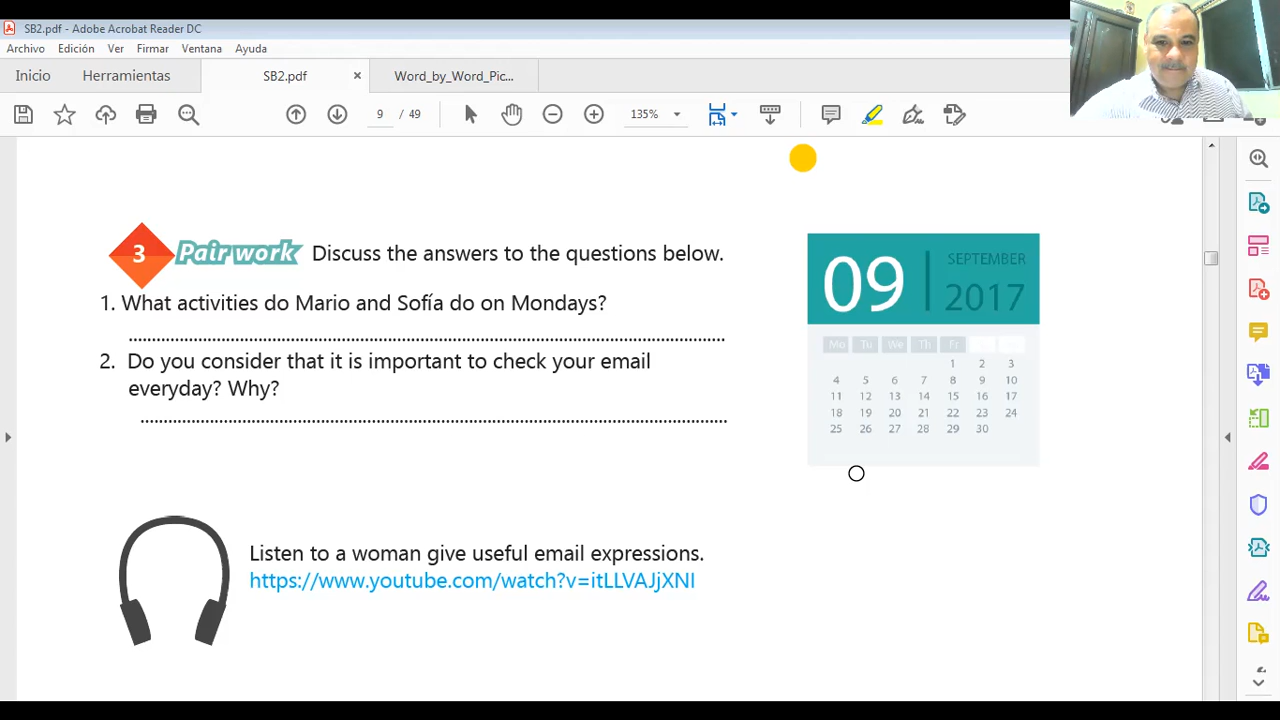 SB2.pdf - Adobe Acrobat Reader DC
Archivo Edición Ver Firmar Ventana Ayuda
Inicio Herramientas SB2.pdf × Word_by_Word_Pic...
9 / 49 135%
3 Pair work Discuss the answers to the questions below.
1. What activities do Mario and Sofía do on Mondays?
2. Do you consider that it is important to check your email
everyday? Why?
09 SEPTEMBER
2017
Mo Tu We Th Fr
1 2 3
4 5 6 7 8 9 10
11 12 13 14 15 16 17
18 19 20 21 22 23 24
25 26 27 28 29 30
Listen to a woman give useful email expressions.
https://www.youtube.com/watch?v=itLLVAJjXNI